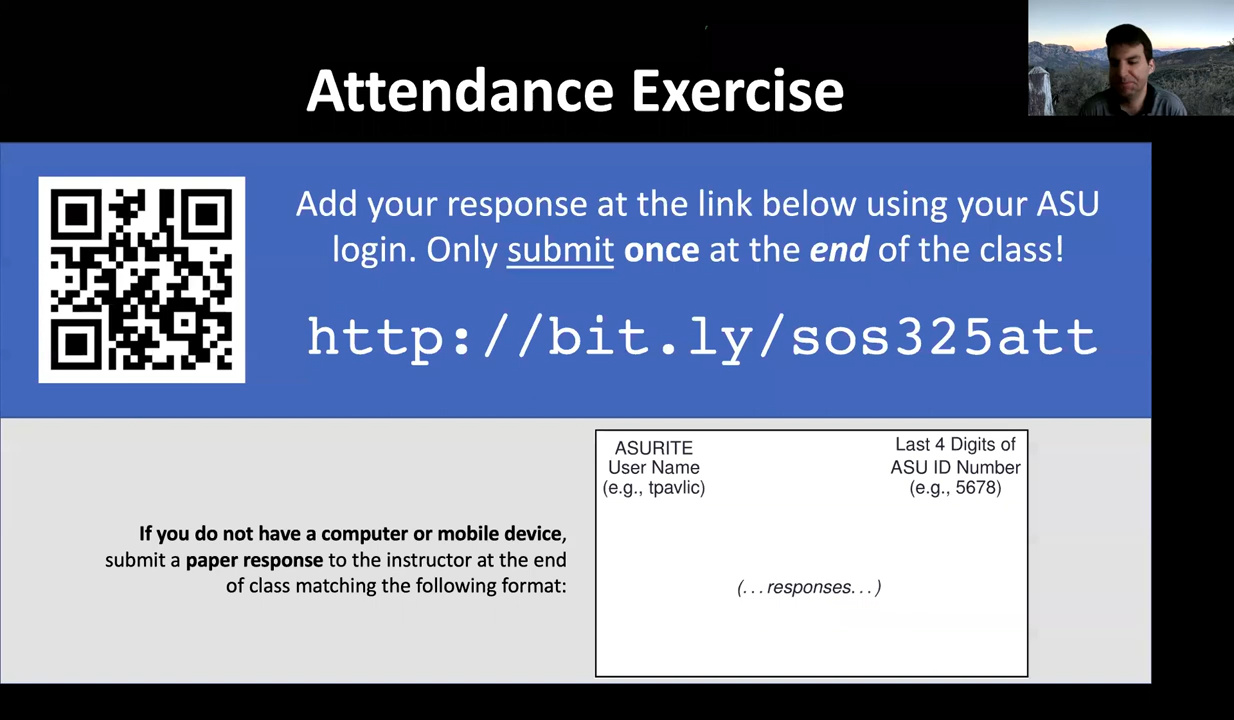 Attendance Exercise
Add your response at the link below using your ASU
login. Only submit once at the end of the class!
http://bit.ly/sos325att
If you do not have a computer or mobile device,
submit a paper response to the instructor at the end
of class matching the following format:
ASURITE
User Name
(e.g., tpavlic)
Last 4 Digits of
ASU ID Number
(e.g., 5678)
(...responses...)